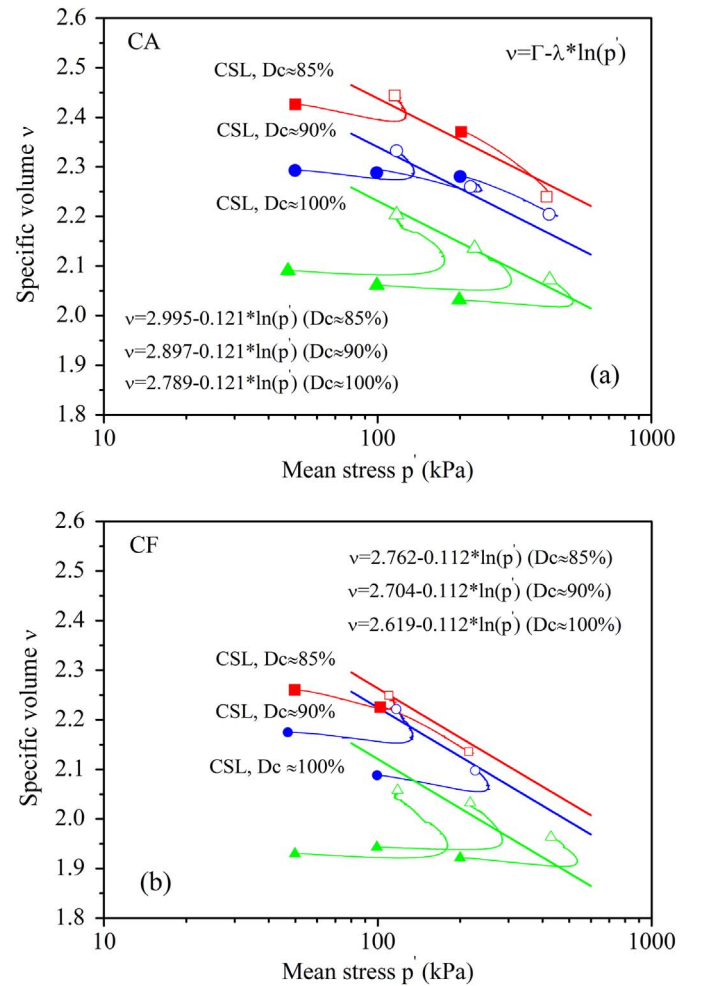 CA
ν=Γ-λ*ln(p')
CSL, Dc≈85%
CSL, Dc≈90%
CSL, Dc≈100%
ν=2.995-0.121*ln(p') (Dc≈85%)
ν=2.897-0.121*ln(p') (Dc≈90%)
ν=2.789-0.121*ln(p') (Dc≈100%)
(a)
2.6
2.5
2.4
2.3
2.2
2.1
2.0
1.9
1.8
Specific volume ν
10 100 1000
Mean stress p' (kPa)
CF
ν=2.762-0.112*ln(p') (Dc≈85%)
ν=2.704-0.112*ln(p') (Dc≈90%)
ν=2.619-0.112*ln(p') (Dc≈100%)
CSL, Dc≈85%
CSL, Dc≈90%
CSL, Dc ≈100%
(b)
2.6
2.5
2.4
2.3
2.2
2.1
2.0
1.9
1.8
Specific volume ν
10 100 1000
Mean stress p' (kPa)